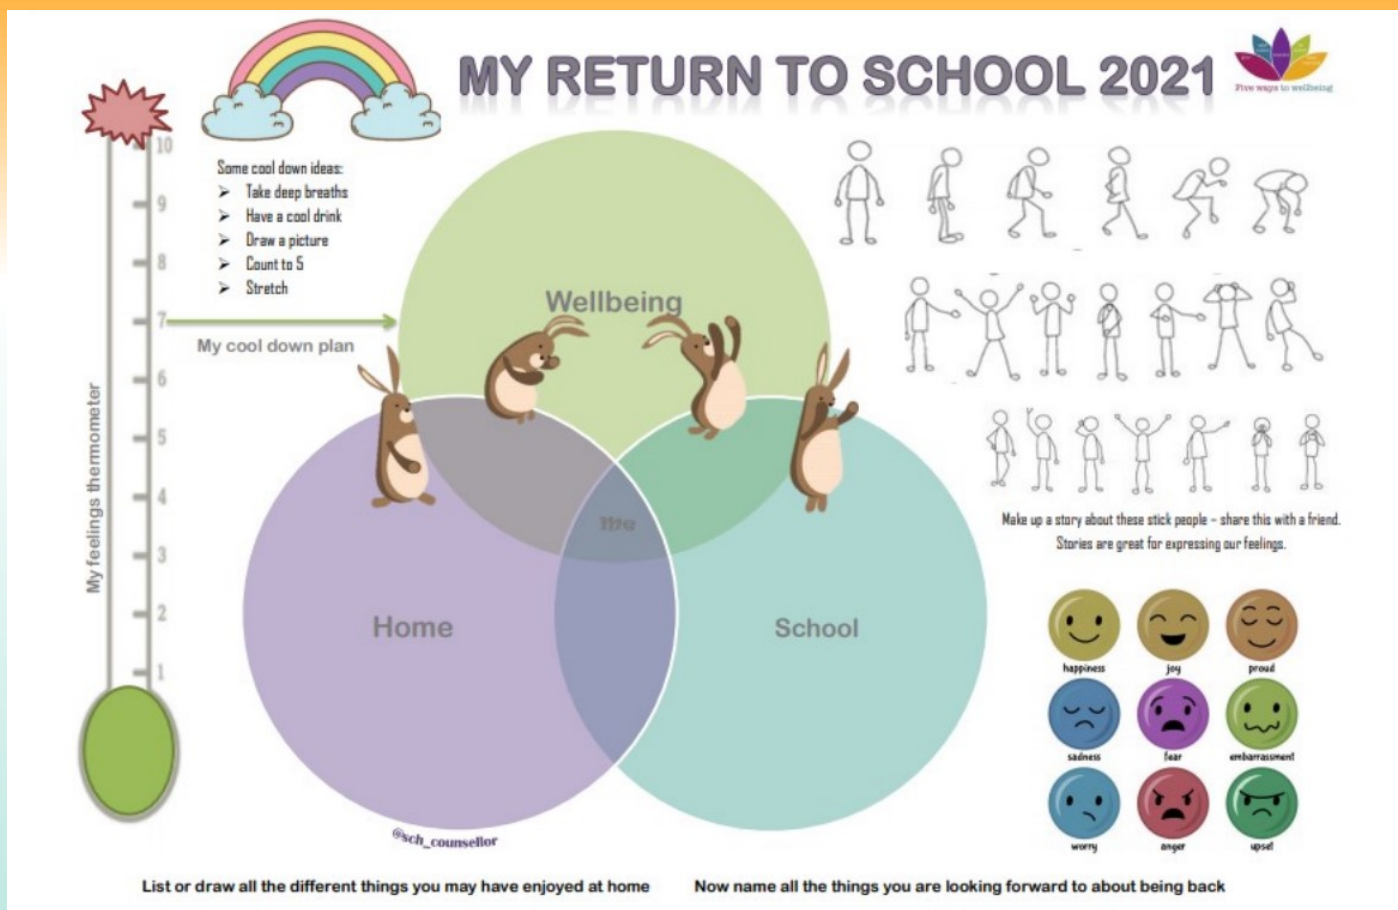 MY RETURN TO SCHOOL 2021
Five ways to wellbeing
10
9
8
7
6
5
4
3
2
1
My feelings thermometer
Some cool down ideas:
➢ Take deep breaths
➢ Have a cool drink
➢ Draw a picture
➢ Count to 5
➢ Stretch
My cool down plan
Wellbeing
me
Home
School
@sch_counsellor
Make up a story about these stick people – share this with a friend.
Stories are great for expressing our feelings.
happiness
joy
proud
sadness
fear
embarrassment
worry
anger
upset
List or draw all the different things you may have enjoyed at home
Now name all the things you are looking forward to about being back